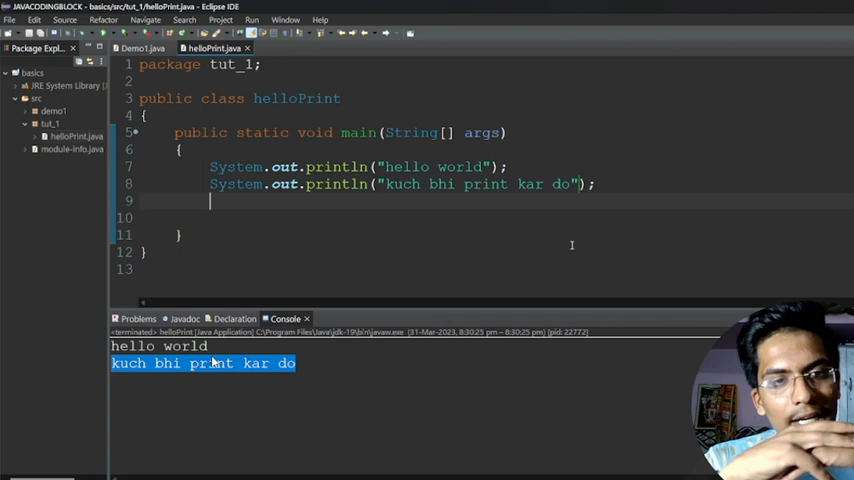 JAVACODINGBLOCK - basics/src/tut_1/helloPrint.java - Eclipse IDE
File Edit Source Refactor Navigate Search Project Run Window Help
Package Expl...
Demo1.java
helloPrint.java
basics
JRE System Library [
src
demo1
tut_1
helloPrint.java
module-info.java
1 package tut_1;
2
3 public class helloPrint
4 {
5 public static void main(String[] args)
6 {
7 System.out.println("hello world");
8 System.out.println("kuch bhi print kar do");
9
10
11 }
12 }
13
Problems Javadoc Declaration Console
<terminated> helloPrint [Java Application] C:\Program Files\Java\jdk-19\bin\javaw.exe (31-Mar-2023, 8:30:25 pm – 8:30:25 pm) [pid: 22772]
hello world
kuch bhi print kar do